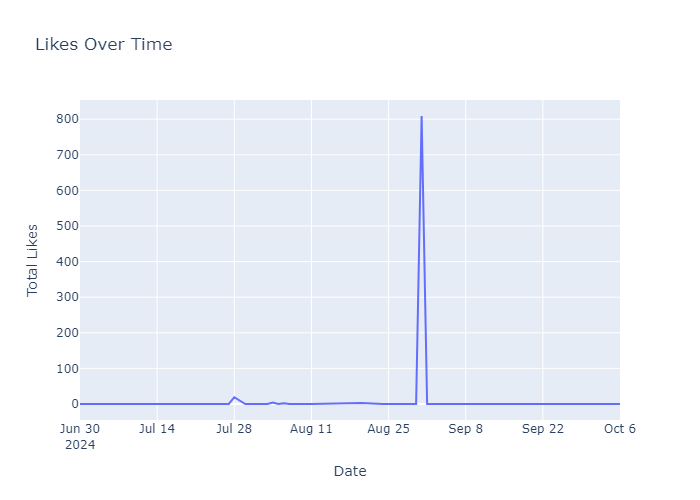 Likes Over Time
800
700
600
500
400
300
200
100
0
Total Likes
Jun 30
2024
Jul 14
Jul 28
Aug 11
Aug 25
Sep 8
Sep 22
Oct 6
Date